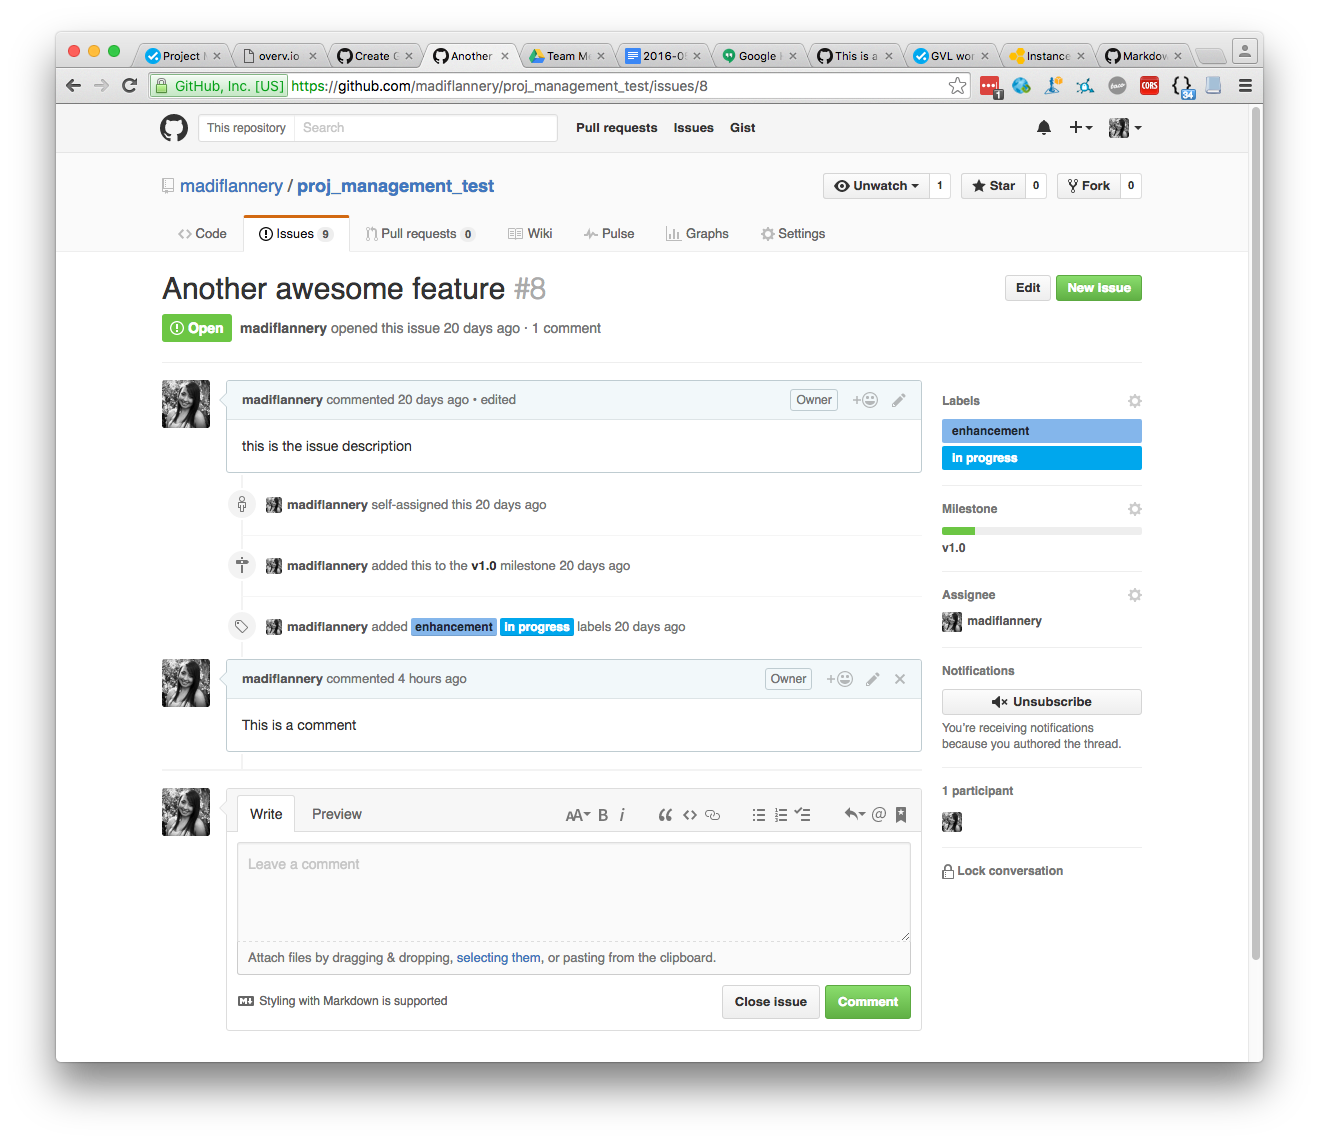 Project
overv.io
Create
Another
Team M
2016-0
Google
This is a
GVL wor
Instance
Markdow
GitHub, Inc. [US] https://github.com/madiflannery/proj_management_test/issues/8
1
CORS
34
This repository Search Pull requests Issues Gist
madiflannery / proj_management_test
Unwatch 1 Star 0 Fork 0
Code Issues 9 Pull requests 0 Wiki Pulse Graphs Settings
Another awesome feature #8
Edit New issue
Open madiflannery opened this issue 20 days ago · 1 comment
madiflannery commented 20 days ago • edited Owner
this is the issue description
madiflannery self-assigned this 20 days ago
madiflannery added this to the v1.0 milestone 20 days ago
madiflannery added enhancement In progress labels 20 days ago
madiflannery commented 4 hours ago Owner
This is a comment
Write Preview AA B i
Leave a comment
Attach files by dragging & dropping, selecting them, or pasting from the clipboard.
Styling with Markdown is supported
Close issue Comment
Labels
enhancement
In progress
Milestone
v1.0
Assignee
madiflannery
Notifications
Unsubscribe
You're receiving notifications
because you authored the thread.
1 participant
Lock conversation